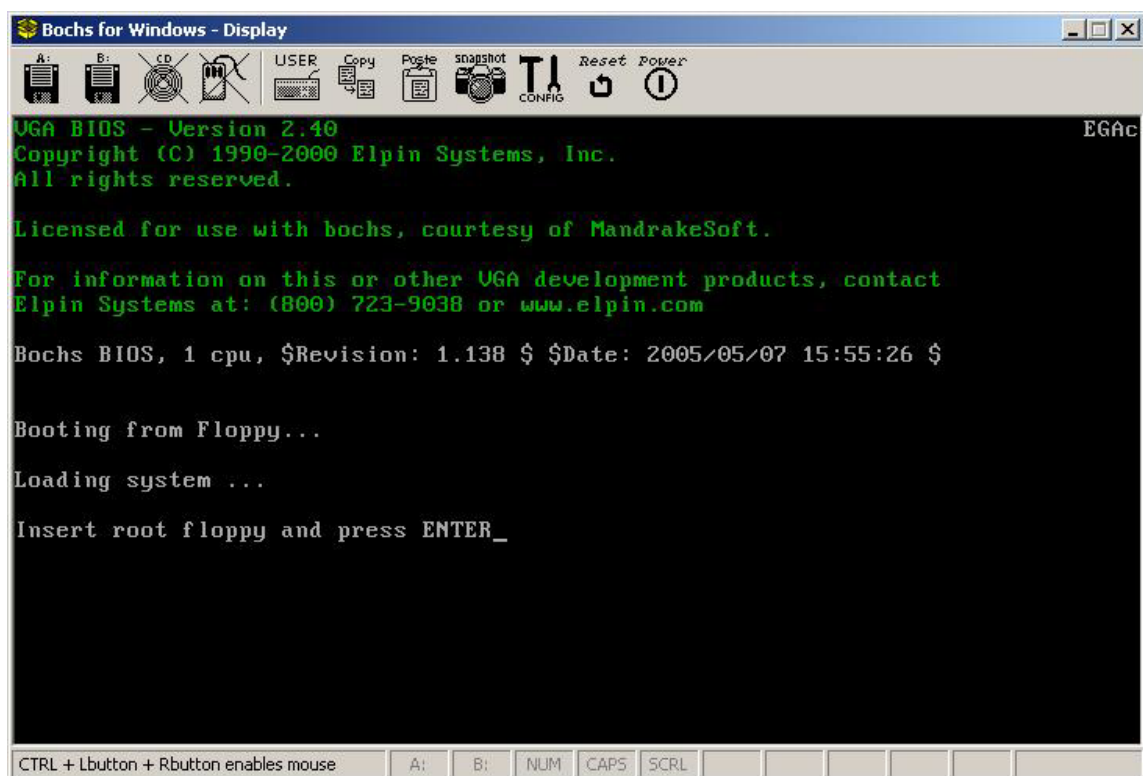 Bochs for Windows - Display
A: B: CD USER Copy Paste snapshot CONFIG Reset Power
VGA BIOS - Version 2.40 EGAc
Copyright (C) 1990-2000 Elpin Systems, Inc.
All rights reserved.
Licensed for use with bochs, courtesy of MandrakeSoft.
For information on this or other VGA development products, contact
Elpin Systems at: (800) 723-9038 or www.elpin.com
Bochs BIOS, 1 cpu, $Revision: 1.138 $ $Date: 2005/05/07 15:55:26 $
Booting from Floppy...
Loading system ...
Insert root floppy and press ENTER_
CTRL + Lbutton + Rbutton enables mouse A: B: NUM CAPS SCRL